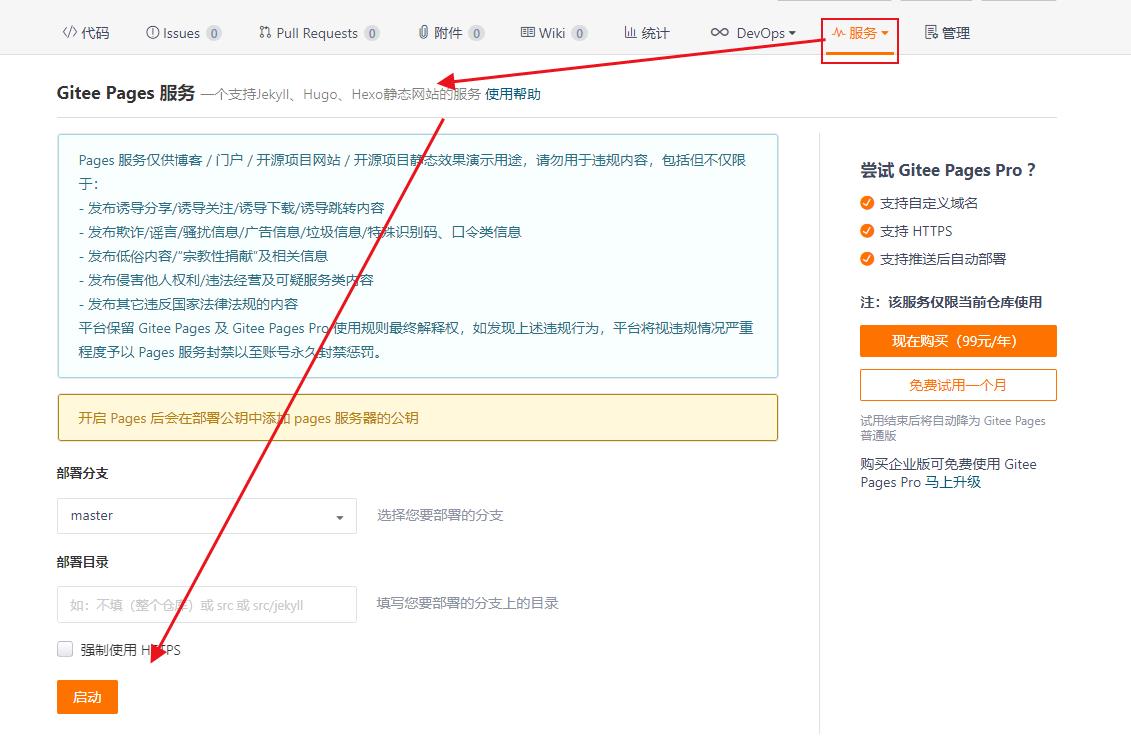 代码 Issues 0 Pull Requests 0 附件 0 Wiki 0 统计 DevOps 服务 管理
Gitee Pages 服务 —个支持Jekyll、Hugo、Hexo静态网站的服务 使用帮助
Pages 服务仅供博客 / 门户 / 开源项目网站 / 开源项目静态效果演示用途，请勿用于违规内容，包括但不仅限
于：
- 发布诱导分享/诱导关注/诱导下载/诱导跳转内容
- 发布欺诈/谣言/骚扰信息/广告信息/垃圾信息/特殊识别码、口令类信息
- 发布低俗内容/“宗教性捐献”及相关信息
- 发布侵害他人权利/违法经营及可疑服务类内容
- 发布其它违反国家法律法规的内容
平台保留 Gitee Pages 及 Gitee Pages Pro 使用规则最终解释权，如发现上述违规行为，平台将视违规情况严重
程度予以 Pages 服务封禁以至账号永久封禁惩罚。
开启 Pages 后会在部署公钥中添加 pages 服务器的公钥
部署分支
master 选择您要部署的分支
部署目录
如：不填（整个仓库）或 src 或 src/jekyll 填写您要部署的分支上的目录
强制使用 HTTPS
启动
尝试 Gitee Pages Pro ？
支持自定义域名
支持 HTTPS
支持推送后自动部署
注：该服务仅限当前仓库使用
现在购买（99元/年）
免费试用一个月
试用结束后将自动降为 Gitee Pages
普通版
购买企业版可免费使用 Gitee
Pages Pro 马上升级